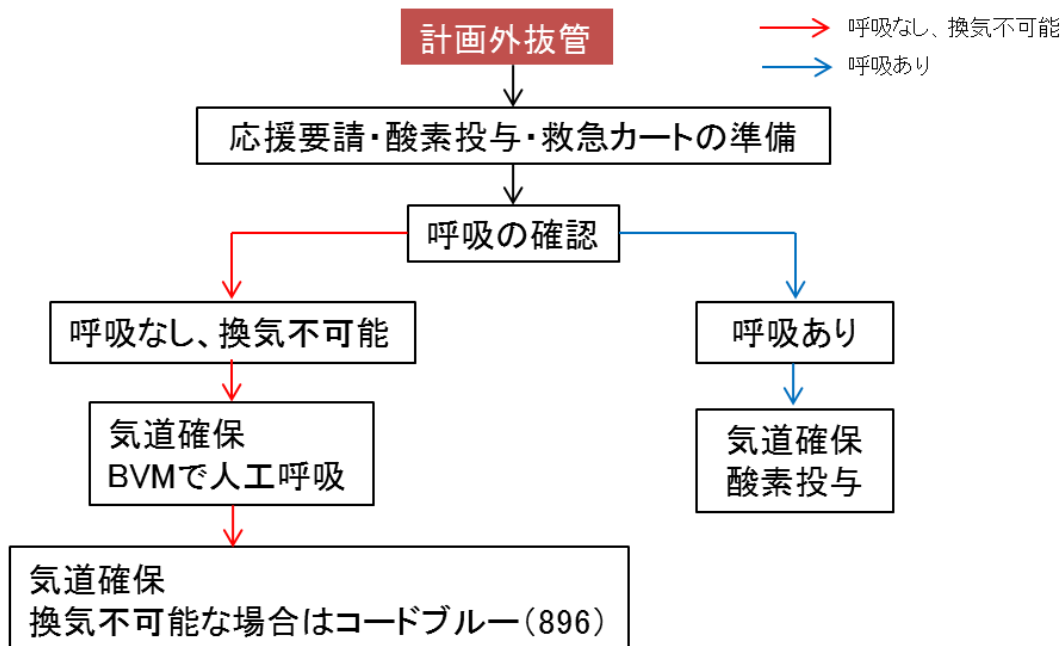 計画外抜管
呼吸なし、換気不可能
呼吸あり
応援要請・酸素投与・救急カートの準備
呼吸の確認
呼吸なし、換気不可能
呼吸あり
気道確保
BVMで人工呼吸
気道確保
酸素投与
気道確保
換気不可能な場合はコードブルー（896）